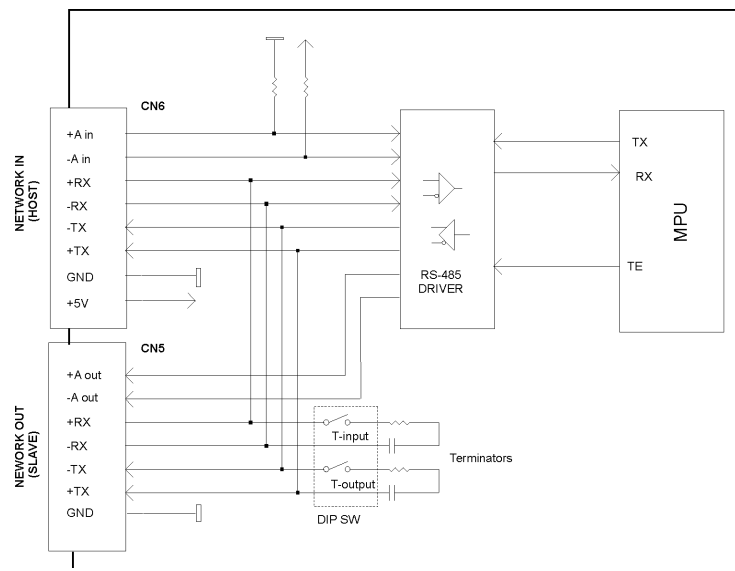 CN6
NETWORK IN
(HOST)
+A in
-A in
+RX
-RX
-TX
+TX
GND
+5V
RS-485
DRIVER
TX
RX
TE
MPU
CN5
NEWORK OUT
(SLAVE)
+A out
-A out
+RX
-RX
-TX
+TX
GND
T-input
T-output
DIP SW
Terminators